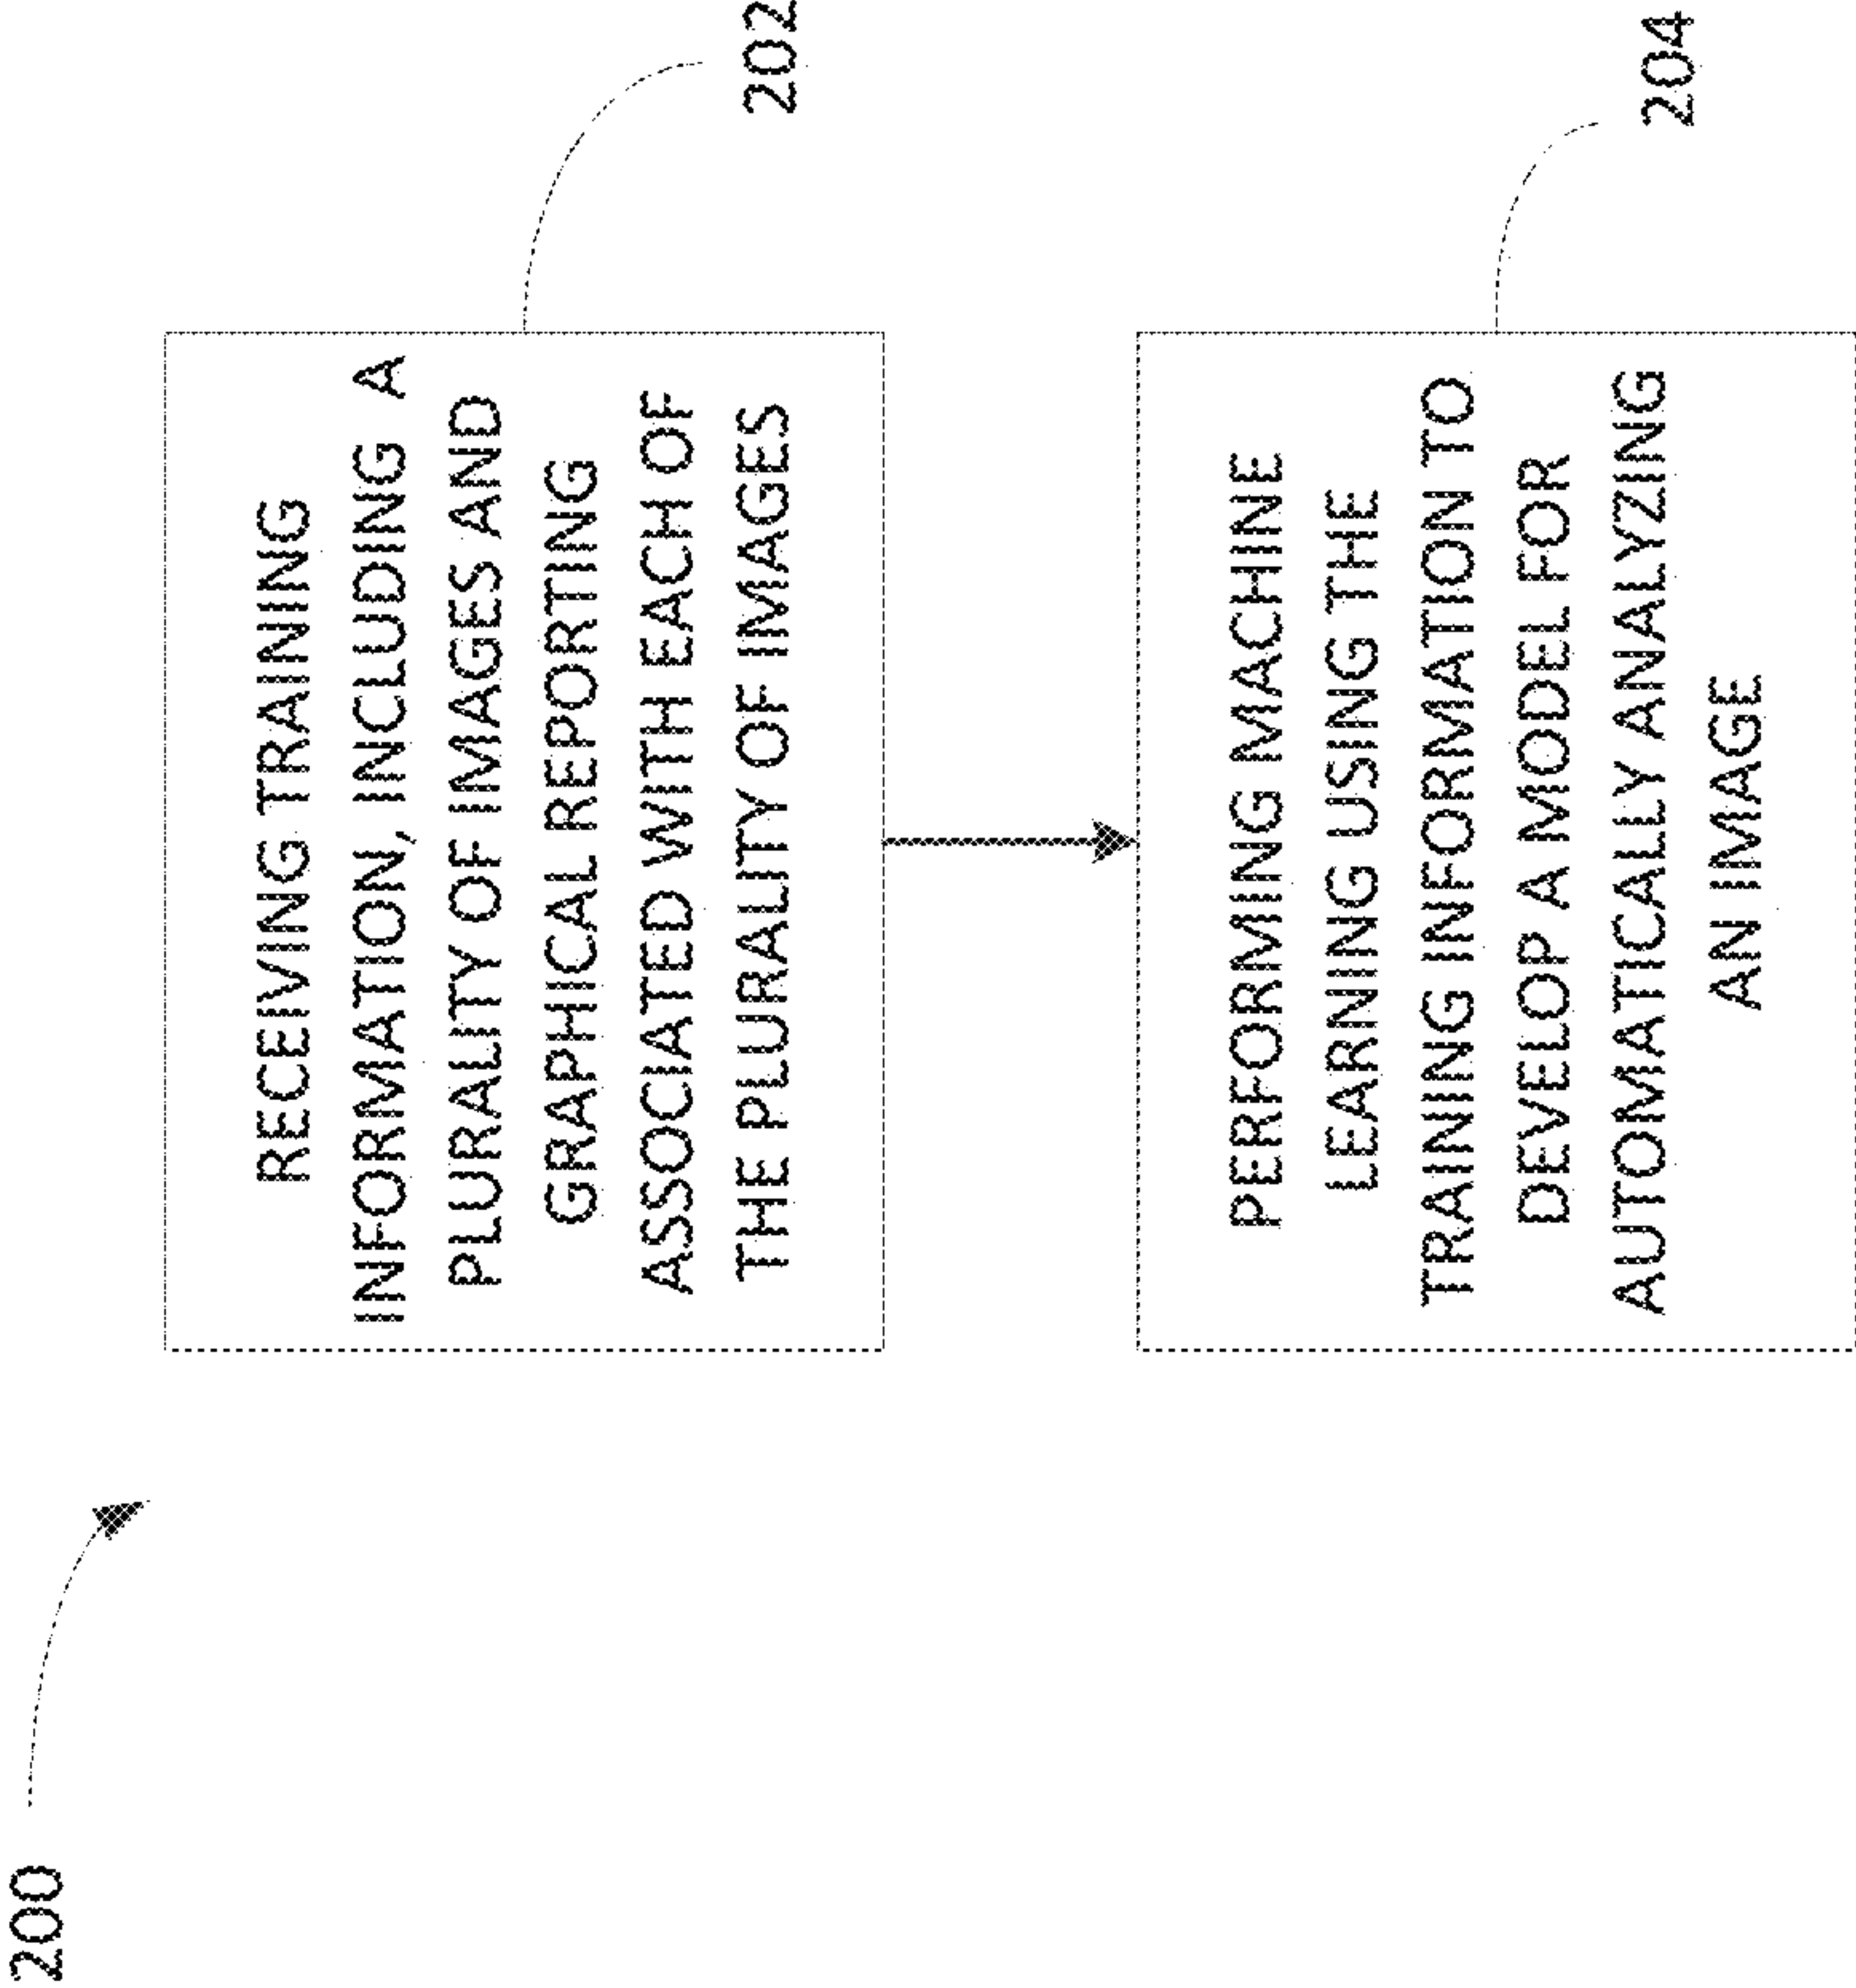 200
RECEIVING TRAINING
INFORMATION, INCLUDING A
PLURALITY OF IMAGES AND
GRAPHICAL REPORTING
ASSOCIATED WITH EACH OF
THE PLURALITY OF IMAGES
202
PERFORMING MACHINE
LEARNING USING THE
TRAINING INFORMATION TO
DEVELOP A MODEL FOR
AUTOMATICALLY ANALYZING
AN IMAGE
204